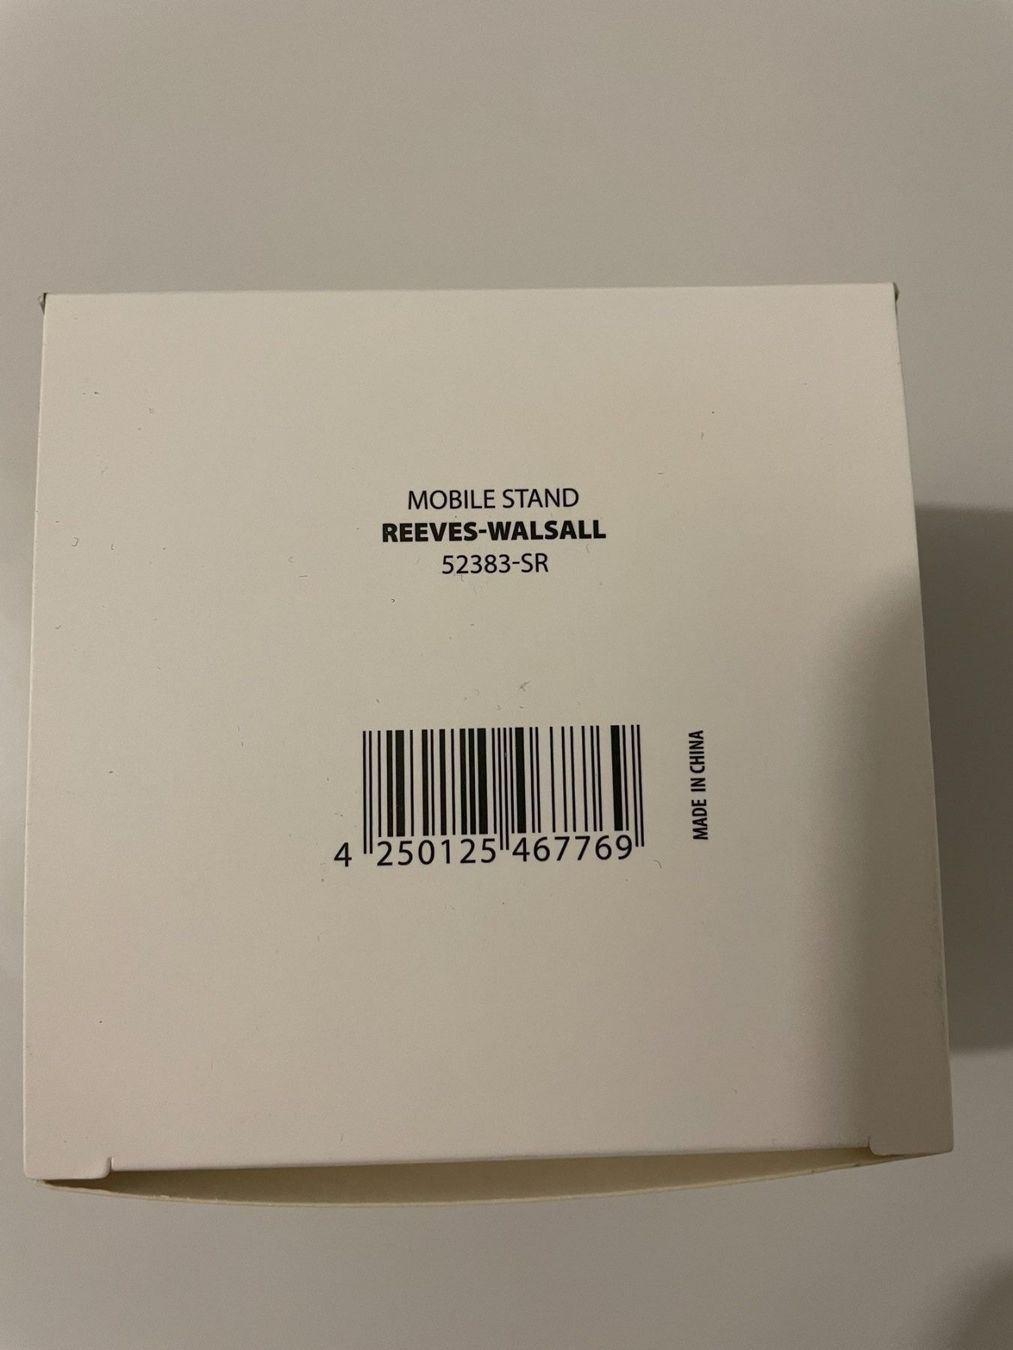 MOBILE STAND
REEVES-WALSALL
52383-SR
4 250125 467769
MADE IN CHINA